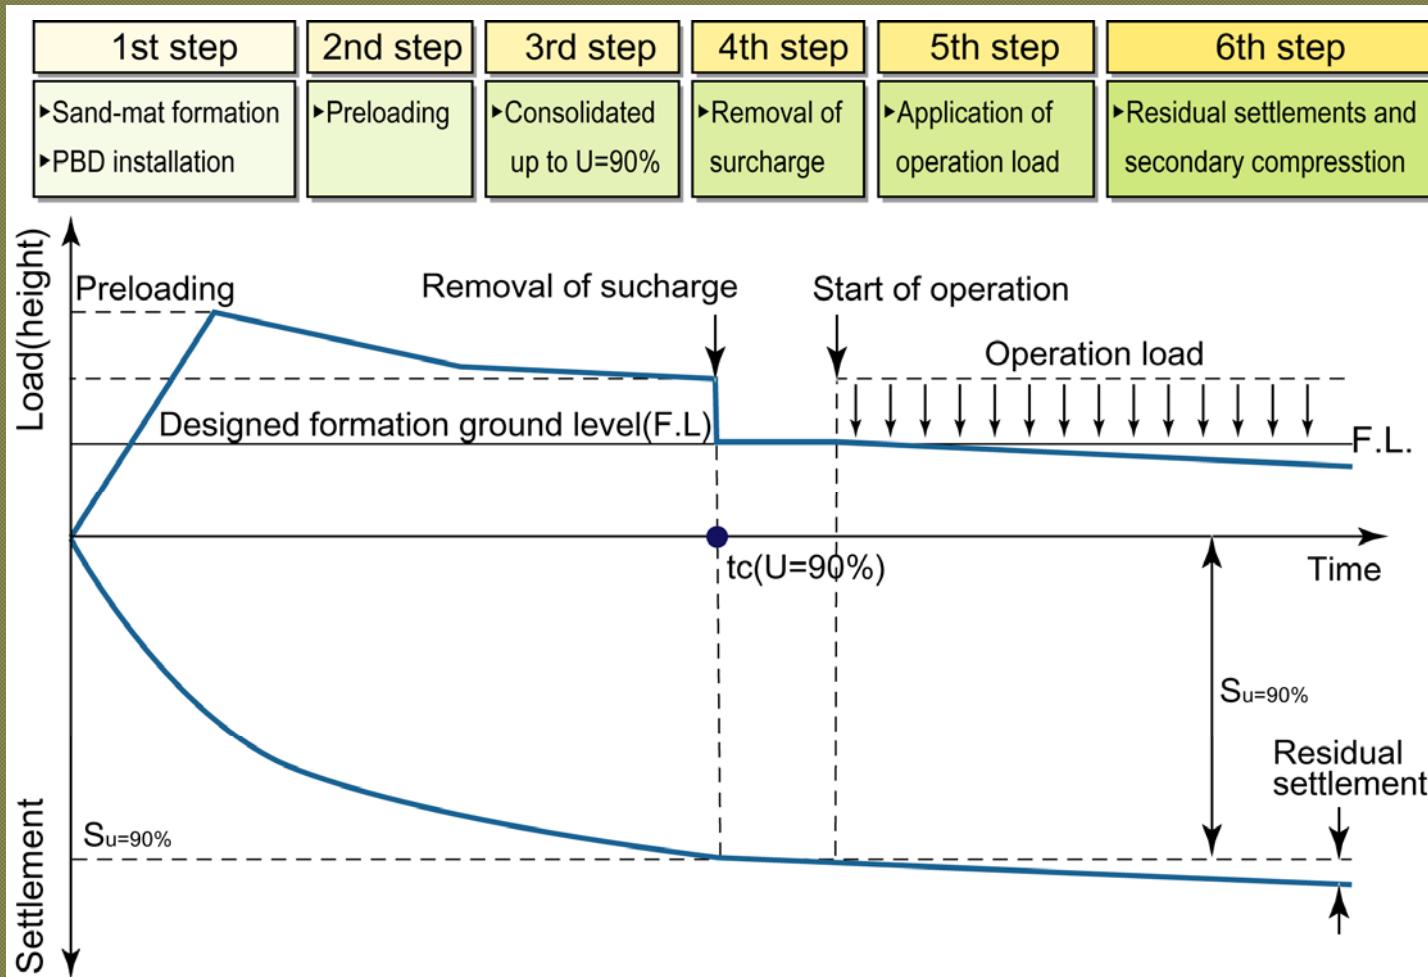 1st step
2nd step
3rd step
4th step
5th step
6th step
▸Sand-mat formation
▸PBD installation
▸Preloading
▸Consolidated
up to U=90%
▸Removal of
surcharge
▸Application of
operation load
▸Residual settlements and
secondary compresstion
Load(height)
Preloading
Removal of sucharge
Start of operation
Operation load
Designed formation ground level(F.L)
F.L.
tc(U=90%)
Time
Su=90%
Residual
settlement
Su=90%
Settlement